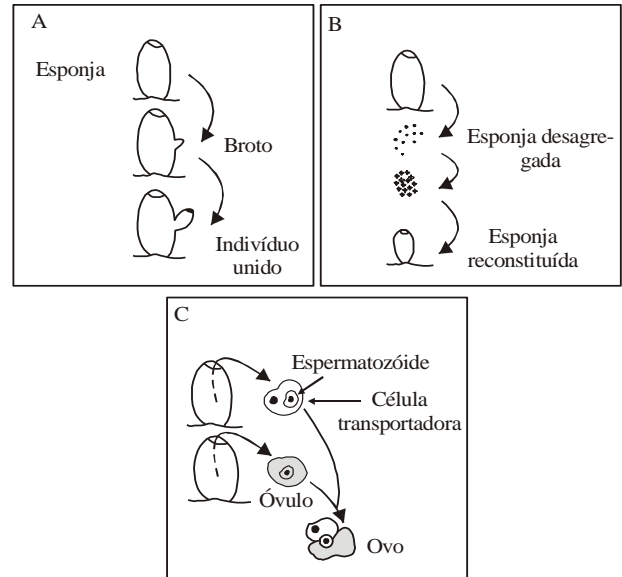 A
Esponja
Broto
Indivíduo
unido
B
Esponja desagre-
gada
Esponja
reconstituída
C
Espermatozóide
Célula
transportadora
Óvulo
Ovo